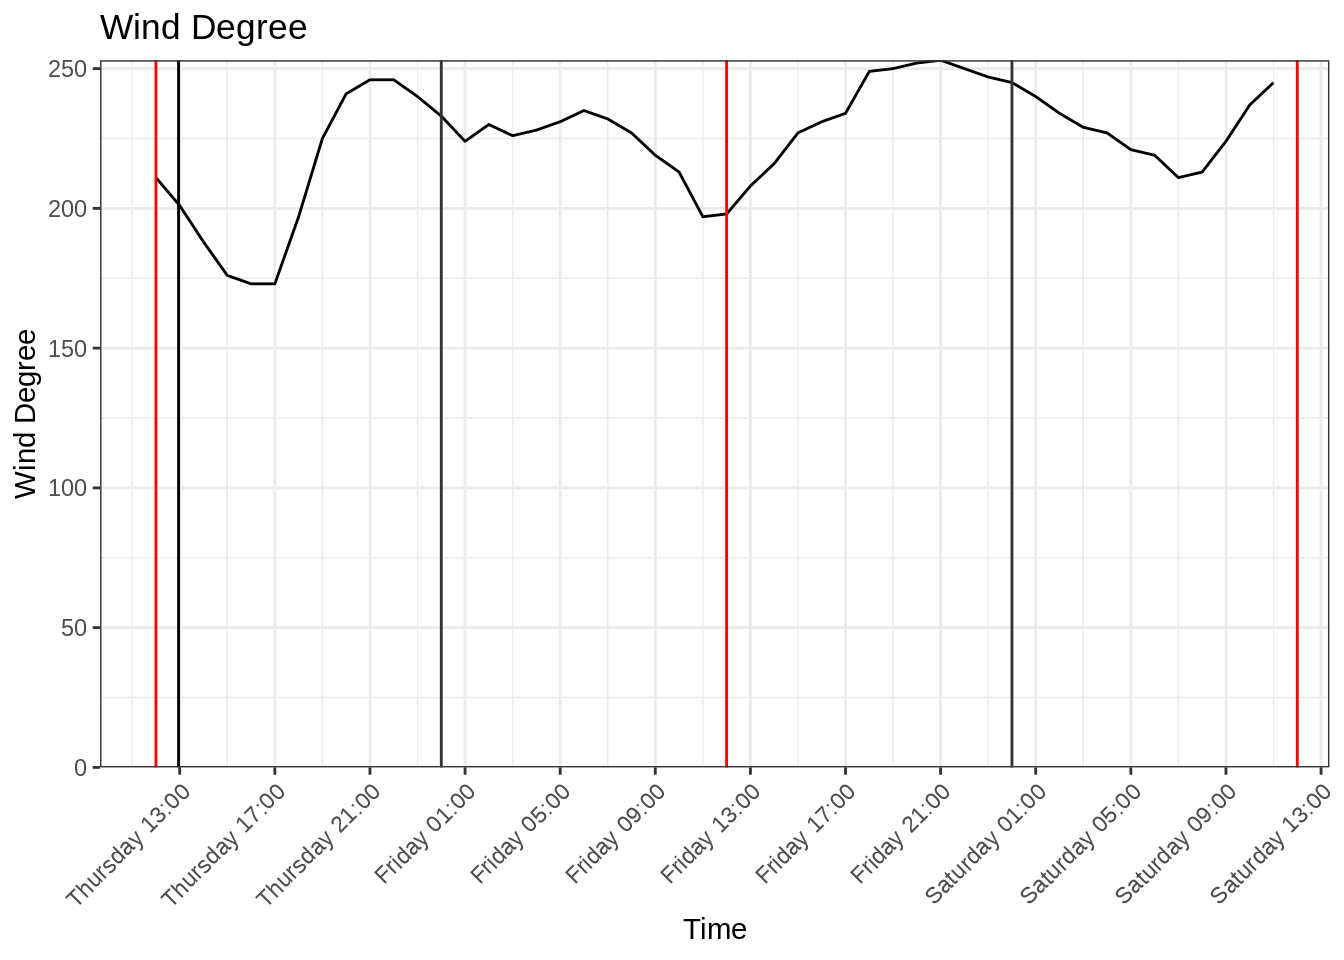 Wind Degree
Wind Degree
250
200
150
100
50
0
Thursday 13:00
Thursday 17:00
Thursday 21:00
Friday 01:00
Friday 05:00
Friday 09:00
Friday 13:00
Friday 17:00
Friday 21:00
Saturday 01:00
Saturday 05:00
Saturday 09:00
Saturday 13:00
Time